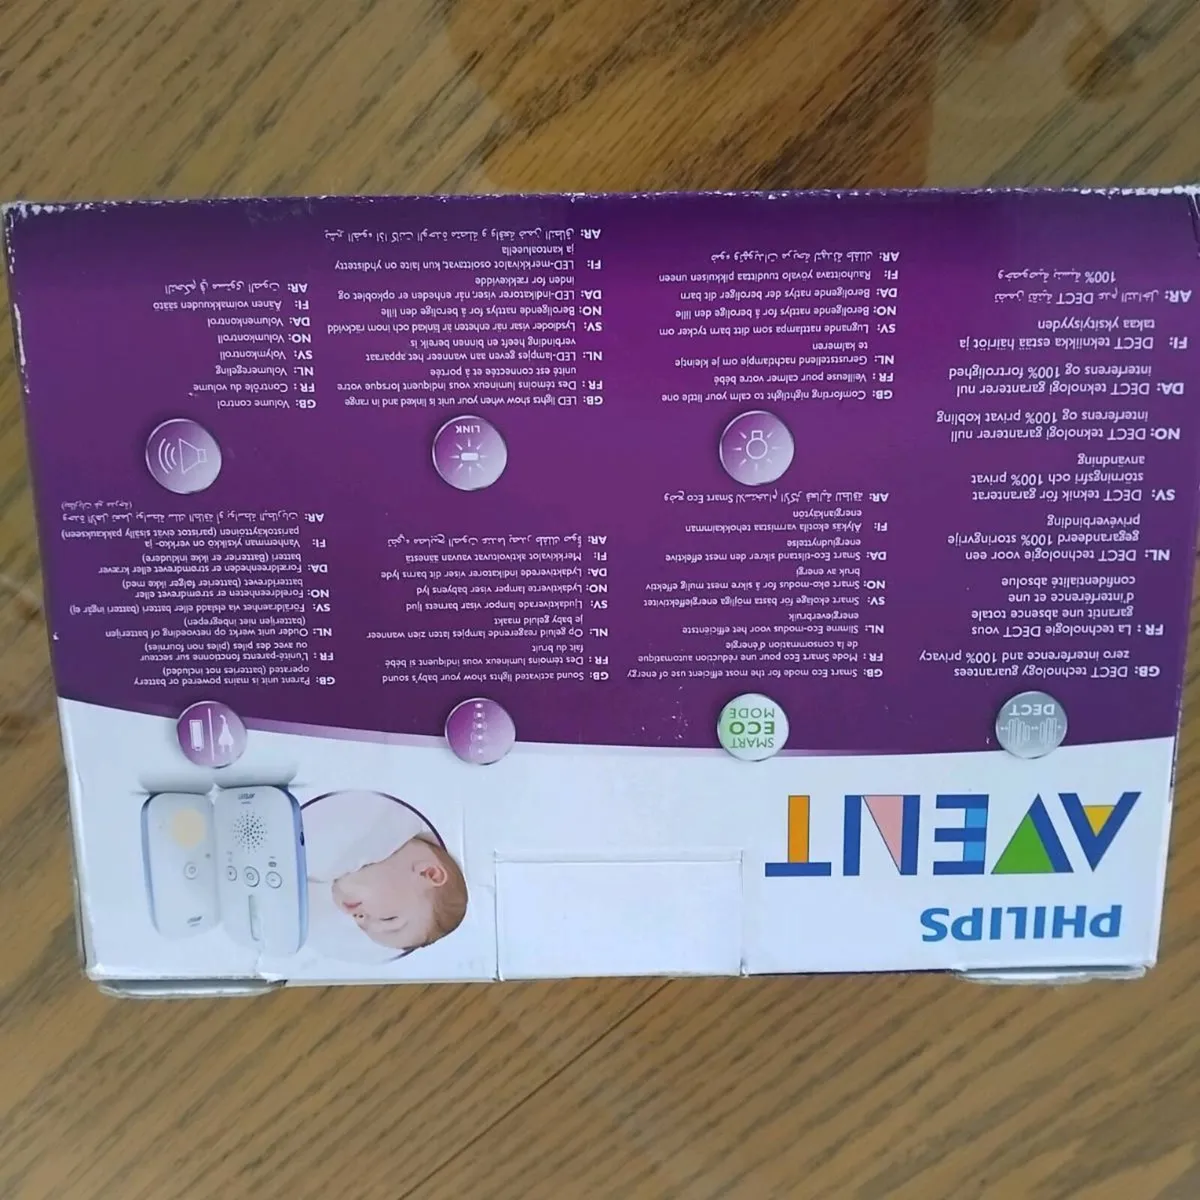 PHILIPS
AVENT
DECT
GB: DECT technology guarantees
zero interference and 100% privacy
FR: La technologie DECT vous
garantit une absence totale
d'interférence et une
confidentialité absolue
NL: DECT technologie voor een
gegarandeerd 100% storingvrije
privéverbinding
SV: DECT teknik för garanterat
störningsfri och 100% privat
användning
NO: DECT teknologi garanterer null
interferens og 100% privat kobling
DA: DECT teknologi garanterer nul
interferens og 100% fortrolighed
FI: DECT tekniikka estää häiriöt ja
takaa yksityisyyden
SMART
ECO
MODE
GB: Smart Eco mode for the most efficient use of energy
FR: Mode Smart Eco pour une réduction automatique
de la consommation d'énergie
NL: Slimme Eco-modus voor het efficiëntste
energieverbruik
SV: Smart ekoläge för bästa möjliga energieffektivitet
NO: Smart øko-modus for å sikre mest mulig effektiv
bruk av energi
DA: Smart Eco-tilstand sikrer den mest effektive
energiudnyttelse
FI: Älykäs ekotila varmistaa tehokkaimman
energiankäytön
GB: Sound activated lights show your baby's sound
FR: Des témoins lumineux vous indiquent si bébé
fait du bruit
NL: Op geluid reagerende lampjes laten zien wanneer
je baby geluid maakt
SV: Ljudaktiverade lampor visar barnets ljud
NO: Lydaktiverte lamper viser babyens lyd
DA: Lydaktiverede indikatorer viser dit barns lyde
FI: Merkkivalot aktivoituvat vauvan äänestä
GB: Parent unit is mains powered or battery
operated (batteries not included)
FR: L'unité-parents fonctionne sur secteur
ou avec des piles (piles non fournies)
NL: Ouder unit werkt op netvoeding of batterijen
(batterijen niet inbegrepen)
SV: Föräldraenhet via elsladd eller batteri (batteri ingår ej)
NO: Foreldreenheten er strømdrevet eller
batteridrevet (batterier følger ikke med)
DA: Forældreenheden er strømdrevet eller kræver
batteri (Batterier er ikke inkluderet)
FI: Vanhemman yksikkö on verkko- ja
paristokäyttöinen (paristot eivät sisälly pakkaukseen)
GB: Comforting nightlight to calm your little one
FR: Veilleuse pour calmer votre bébé
NL: Geruststellend nachtlampje om je kleintje
te kalmeren
SV: Lugnande nattlampa som ditt barn tycker om
NO: Beroligende nattlys for å berolige den lille
DA: Beroligende natlys der beroliger dit barn
FI: Rauhoittava yövalo tuudittaa pikkuisen uneen
LINK
GB: LED lights show when your unit is linked and in range
FR: Des témoins lumineux vous indiquent lorsque votre
unité est connectée et à portée
NL: LED-lampjes geven aan wanneer het apparaat
verbinding heeft en binnen bereik is
SV: Lysdioder visar när enheten är länkad och inom räckvidd
NO: Beroligende nattlys for å berolige den lille
DA: LED-indikatorer viser, når enheden er opkoblet og
inden for rækkevidde
FI: LED-merkkivalot osoittavat, kun laite on yhdistetty
ja kantoalueella
GB: Volume control
FR: Contrôle du volume
NL: Volumeregeling
SV: Volymkontroll
NO: Volumkontroll
DA: Volumenkontrol
FI: Äänen voimakkuuden säätö